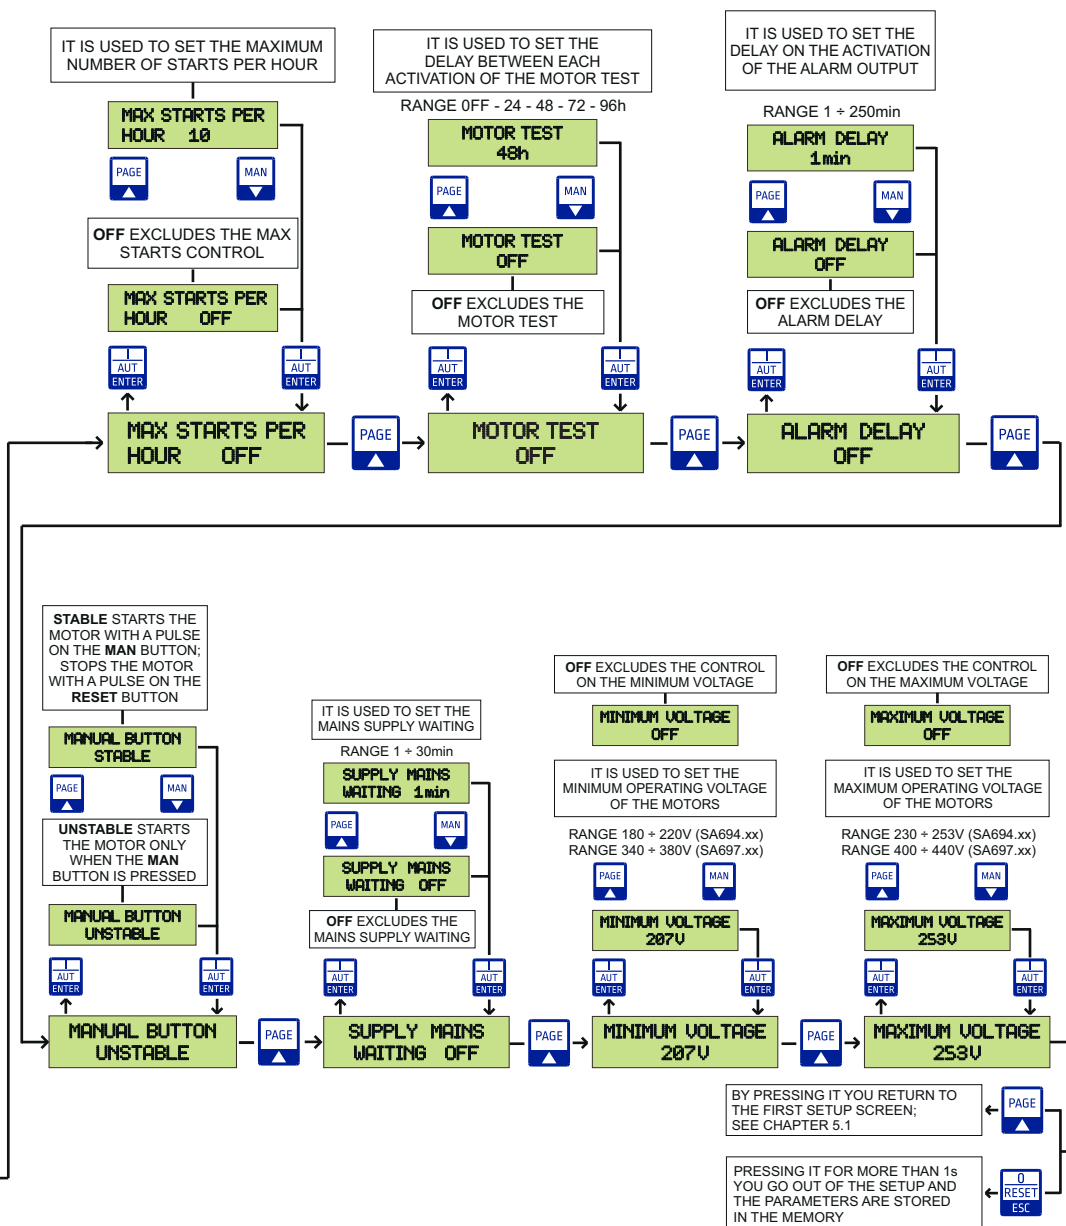 IT IS USED TO SET THE MAXIMUM
NUMBER OF STARTS PER HOUR
MAX STARTS PER
HOUR 10
PAGE
MAN
OFF EXCLUDES THE MAX
STARTS CONTROL
MAX STARTS PER
HOUR OFF
I
AUT
ENTER
I
AUT
ENTER
MAX STARTS PER
HOUR OFF
PAGE
IT IS USED TO SET THE
DELAY BETWEEN EACH
ACTIVATION OF THE MOTOR TEST
RANGE 0FF - 24 - 48 - 72 - 96h
MOTOR TEST
48h
PAGE
MAN
MOTOR TEST
OFF
OFF EXCLUDES THE
MOTOR TEST
I
AUT
ENTER
I
AUT
ENTER
MOTOR TEST
OFF
PAGE
IT IS USED TO SET THE
DELAY ON THE ACTIVATION
OF THE ALARM OUTPUT
RANGE 1 ÷ 250min
ALARM DELAY
1min
PAGE
MAN
ALARM DELAY
OFF
OFF EXCLUDES THE
ALARM DELAY
I
AUT
ENTER
I
AUT
ENTER
ALARM DELAY
OFF
PAGE
STABLE STARTS THE
MOTOR WITH A PULSE
ON THE MAN BUTTON;
STOPS THE MOTOR
WITH A PULSE ON THE
RESET BUTTON
MANUAL BUTTON
STABLE
PAGE
MAN
UNSTABLE STARTS
THE MOTOR ONLY
WHEN THE MAN
BUTTON IS PRESSED
MANUAL BUTTON
UNSTABLE
I
AUT
ENTER
I
AUT
ENTER
MANUAL BUTTON
UNSTABLE
PAGE
IT IS USED TO SET THE
MAINS SUPPLY WAITING
RANGE 1 ÷ 30min
SUPPLY MAINS
WAITING 1min
PAGE
MAN
SUPPLY MAINS
WAITING OFF
OFF EXCLUDES THE
MAINS SUPPLY WAITING
I
AUT
ENTER
I
AUT
ENTER
SUPPLY MAINS
WAITING OFF
PAGE
OFF EXCLUDES THE CONTROL
ON THE MINIMUM VOLTAGE
MINIMUM VOLTAGE
OFF
IT IS USED TO SET THE
MINIMUM OPERATING VOLTAGE
OF THE MOTORS
RANGE 180 ÷ 220V (SA694.xx)
RANGE 340 ÷ 380V (SA697.xx)
PAGE
MAN
MINIMUM VOLTAGE
207V
I
AUT
ENTER
I
AUT
ENTER
MINIMUM VOLTAGE
207V
PAGE
OFF EXCLUDES THE CONTROL
ON THE MAXIMUM VOLTAGE
MAXIMUM VOLTAGE
OFF
IT IS USED TO SET THE
MAXIMUM OPERATING VOLTAGE
OF THE MOTORS
RANGE 230 ÷ 253V (SA694.xx)
RANGE 400 ÷ 440V (SA697.xx)
PAGE
MAN
MAXIMUM VOLTAGE
253V
I
AUT
ENTER
I
AUT
ENTER
MAXIMUM VOLTAGE
253V
BY PRESSING IT YOU RETURN TO
THE FIRST SETUP SCREEN;
SEE CHAPTER 5.1
PAGE
PRESSING IT FOR MORE THAN 1s
YOU GO OUT OF THE SETUP AND
THE PARAMETERS ARE STORED
IN THE MEMORY
0
RESET
ESC